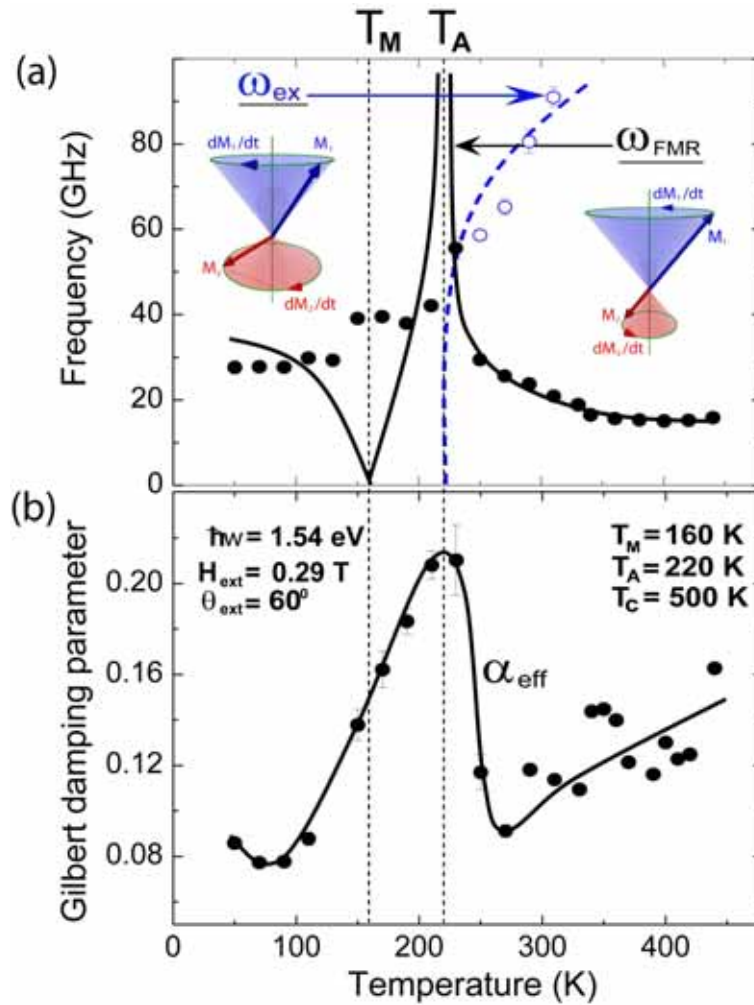 T_M T_A
(a)
ω_ex
ω_FMR
dM₁/dt M₁
M₂
dM₂/dt
dM₁/dt
M₁
M₂
dM₂/dt
Frequency (GHz)
80
60
40
20
0
(b)
ħw = 1.54 eV
H_ext = 0.29 T
θ_ext = 60⁰
T_M = 160 K
T_A = 220 K
T_C = 500 K
α_eff
Gilbert damping parameter
0.20
0.16
0.12
0.08
0 100 200 300 400
Temperature (K)